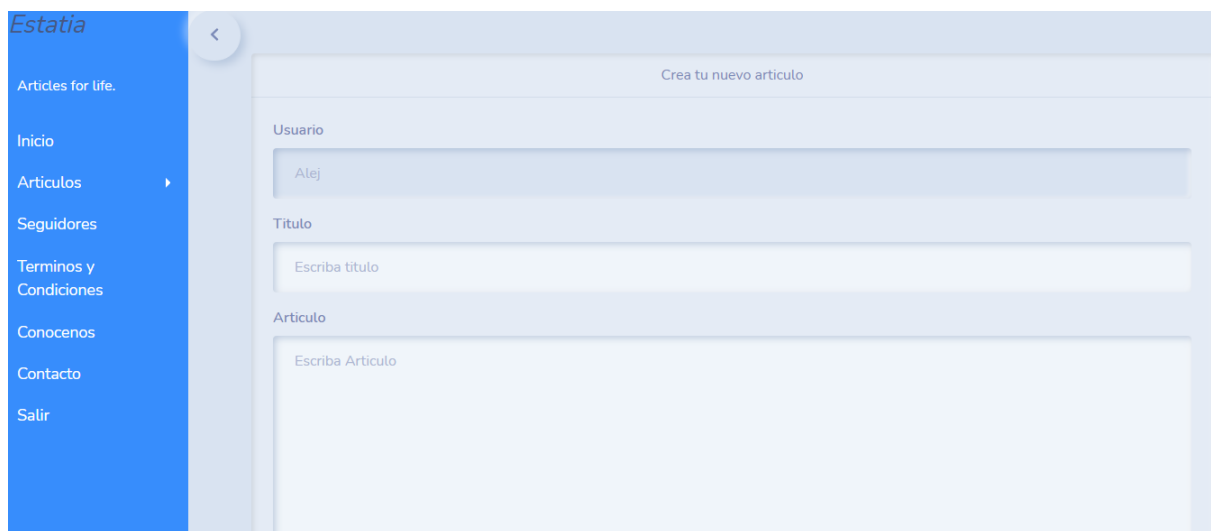 Estatia
Articles for life.
Inicio
Articulos
Seguidores
Terminos y
Condiciones
Conocenos
Contacto
Salir
Crea tu nuevo articulo
Usuario
Alej
Titulo
Escriba titulo
Articulo
Escriba Articulo